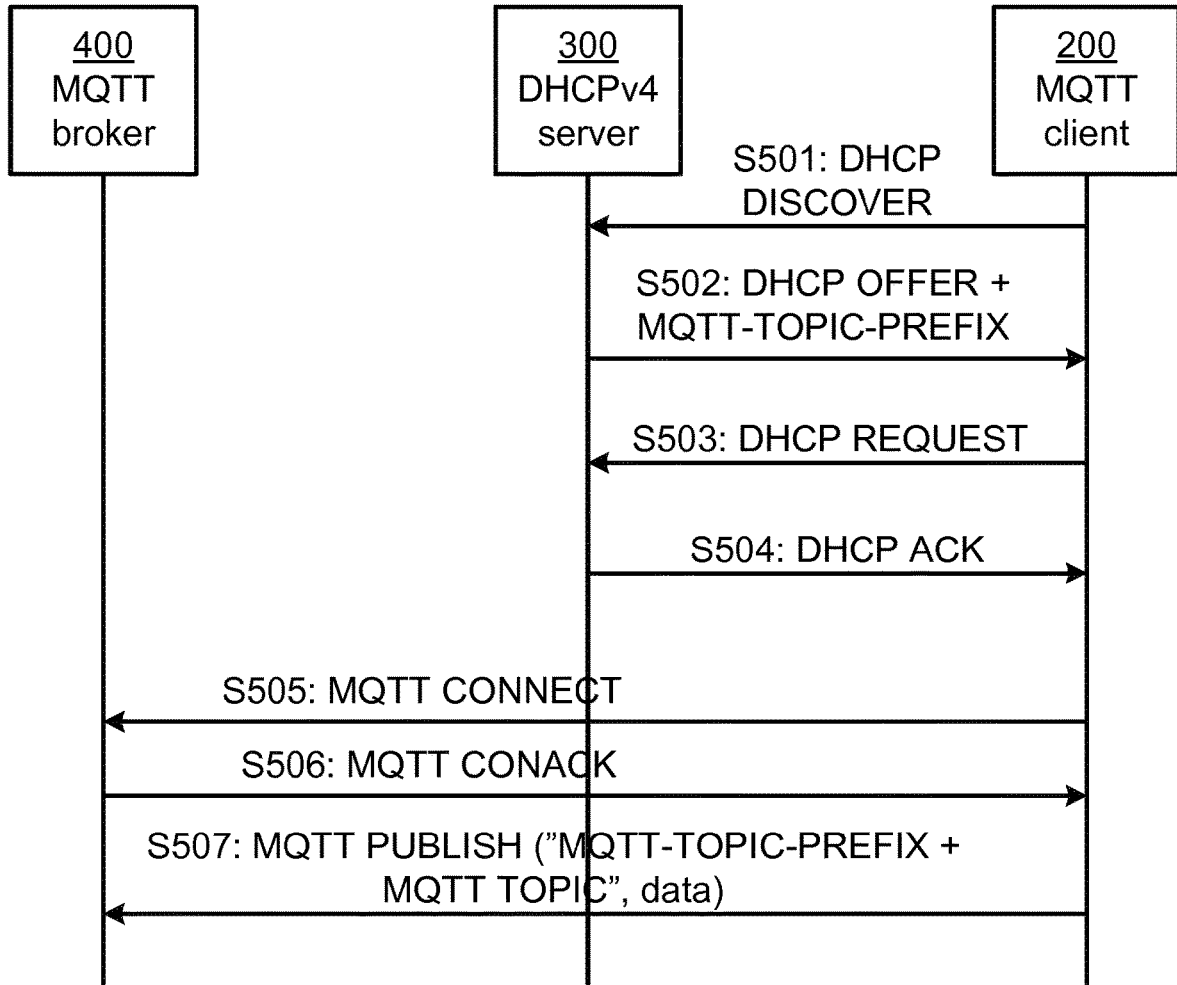 400
MQTT
broker
300
DHCPv4
server
200
MQTT
client
S501: DHCP
DISCOVER
S502: DHCP OFFER +
MQTT-TOPIC-PREFIX
S503: DHCP REQUEST
S504: DHCP ACK
S505: MQTT CONNECT
S506: MQTT CONACK
S507: MQTT PUBLISH (”MQTT-TOPIC-PREFIX +
MQTT TOPIC”, data)